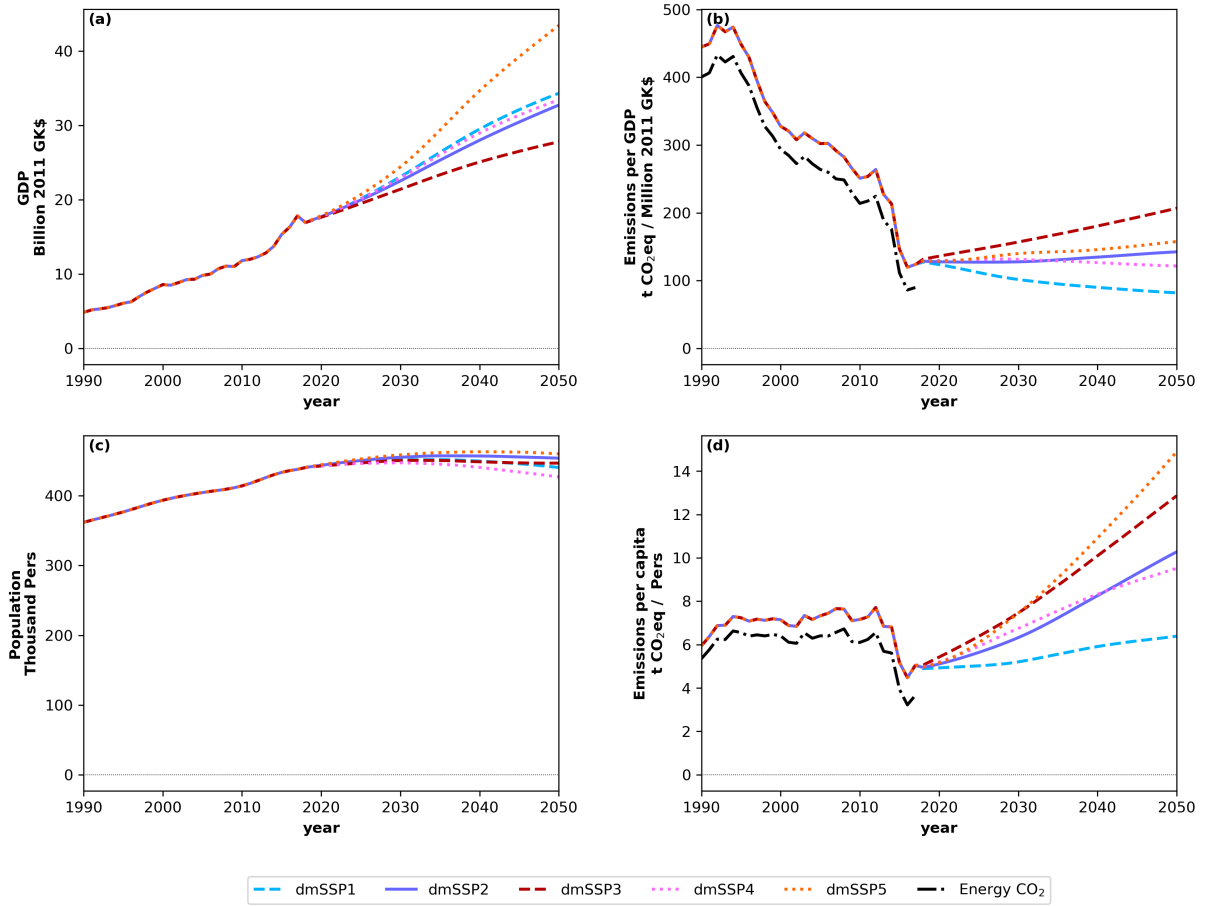 (a)
GDP
Billion 2011 GK$
40
30
20
10
0
1990 2000 2010 2020 2030 2040 2050
year
(b)
Emissions per GDP
t CO₂eq / Million 2011 GK$
500
400
300
200
100
0
1990 2000 2010 2020 2030 2040 2050
year
(c)
Population
Thousand Pers
400
300
200
100
0
1990 2000 2010 2020 2030 2040 2050
year
(d)
Emissions per capita
t CO₂eq / Pers
14
12
10
8
6
4
2
0
1990 2000 2010 2020 2030 2040 2050
year
dmSSP1 dmSSP2 dmSSP3 dmSSP4 dmSSP5 Energy CO₂